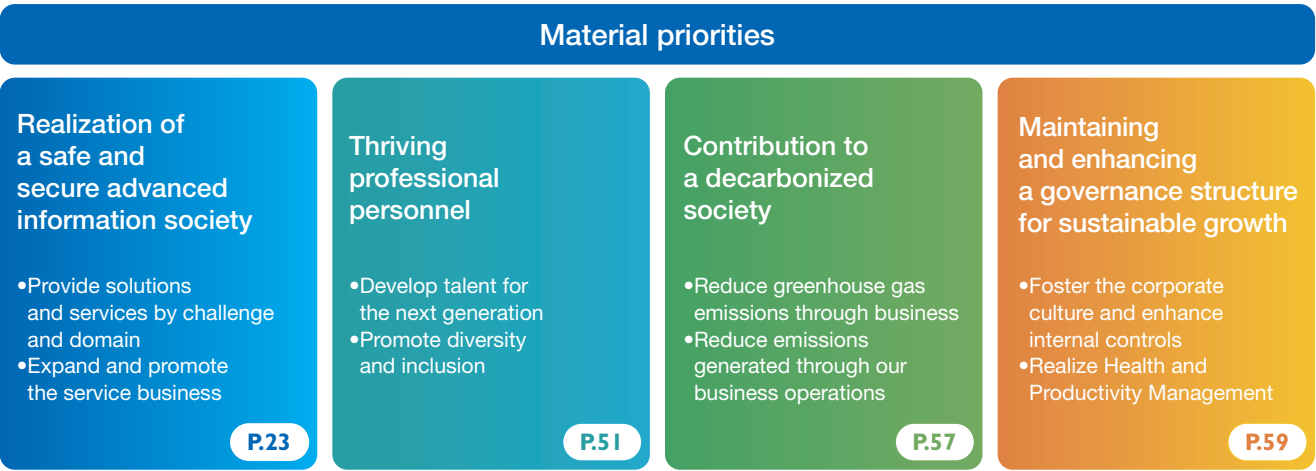 Material priorities
Realization of
a safe and
secure advanced
information society
•Provide solutions
and services by challenge
and domain
•Expand and promote
the service business
P.23
Thriving
professional
personnel
•Develop talent for
the next generation
•Promote diversity
and inclusion
P.51
Contribution to
a decarbonized
society
•Reduce greenhouse gas
emissions through business
•Reduce emissions
generated through our
business operations
P.57
Maintaining
and enhancing
a governance structure
for sustainable growth
•Foster the corporate
culture and enhance
internal controls
•Realize Health and
Productivity Management
P.59